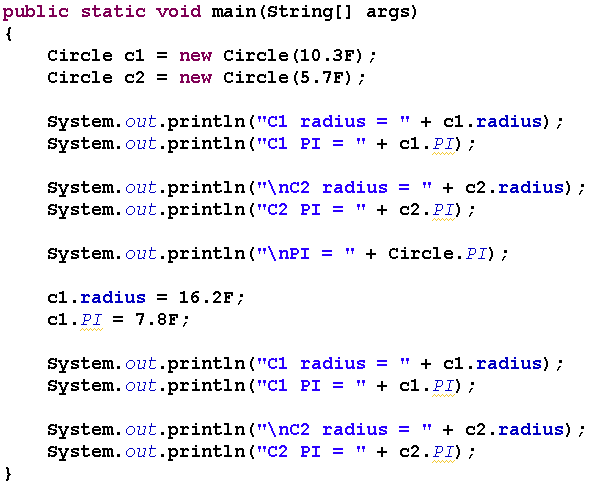 public static void main(String[] args)
{
    Circle c1 = new Circle(10.3F);
    Circle c2 = new Circle(5.7F);

    System.out.println("C1 radius = " + c1.radius);
    System.out.println("C1 PI = " + c1.PI);

    System.out.println("\nC2 radius = " + c2.radius);
    System.out.println("C2 PI = " + c2.PI);

    System.out.println("\nPI = " + Circle.PI);

    c1.radius = 16.2F;
    c1.PI = 7.8F;

    System.out.println("C1 radius = " + c1.radius);
    System.out.println("C1 PI = " + c1.PI);

    System.out.println("\nC2 radius = " + c2.radius);
    System.out.println("C2 PI = " + c2.PI);
}